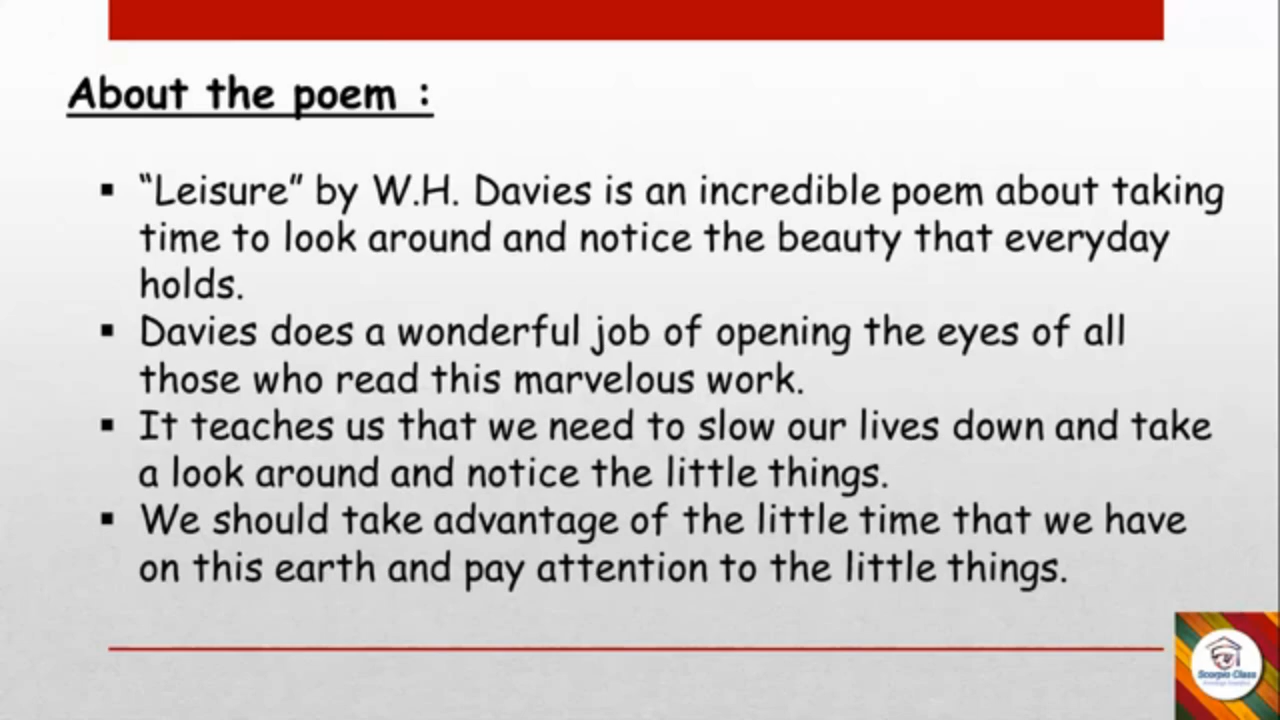 About the poem :
▪ “Leisure” by W.H. Davies is an incredible poem about taking
time to look around and notice the beauty that everyday
holds.
▪ Davies does a wonderful job of opening the eyes of all
those who read this marvelous work.
▪ It teaches us that we need to slow our lives down and take
a look around and notice the little things.
▪ We should take advantage of the little time that we have
on this earth and pay attention to the little things.
Scorpio Class